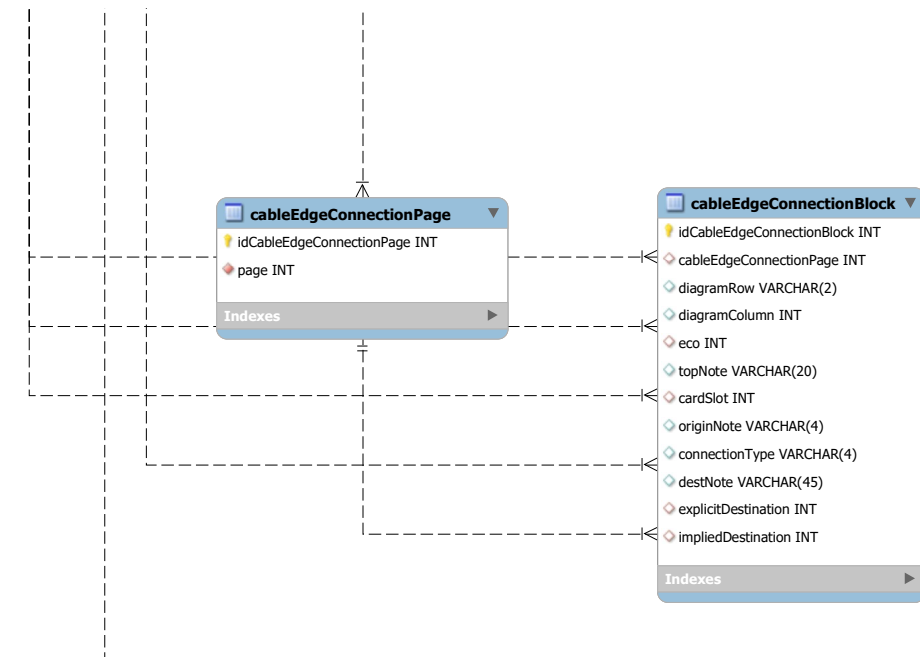 cableEdgeConnectionPage
idCableEdgeConnectionPage INT
page INT
Indexes
cableEdgeConnectionBlock
idCableEdgeConnectionBlock INT
cableEdgeConnectionPage INT
diagramRow VARCHAR(2)
diagramColumn INT
eco INT
topNote VARCHAR(20)
cardSlot INT
originNote VARCHAR(4)
connectionType VARCHAR(4)
destNote VARCHAR(45)
explicitDestination INT
impliedDestination INT
Indexes